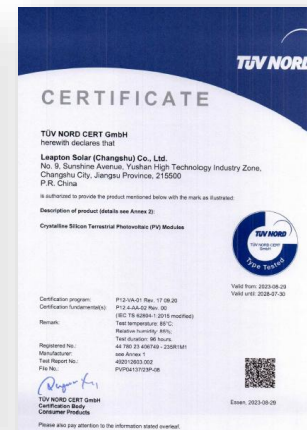 TÜV NORD
CERTIFICATE
TÜV NORD CERT GmbH
herewith declares that
Leapton Solar (Changshu) Co., Ltd.
No. 9, Sunshine Avenue, Yushan High Technology Industry Zone,
Changshu City, Jiangsu Province, 215500
P.R. China
is authorized to provide the product mentioned below with the mark as illustrated:
Description of product (details see Annex 2):
Crystalline Silicon Terrestrial Photovoltaic (PV) Modules
TÜV NORD
TÜV NORD CERT
GmbH
Type Tested
Valid from: 2023-08-29
Valid until: 2028-07-30
Certification program: P12-VA-01 Rev. 17 09.20
Certification fundamental(s): P12.4-AA-02 Rev. 00
(IEC TS 62804-1:2015 modified)
Remark: Test temperature: 85°C;
Relative humidity: 85%;
Test duration: 96 hours.
Registered No.: 44 780 23 406749 - 235R1M1
Manufacturer: see Annex 1
Test Report No.: 492012603.002
File No.: PVP04137/23P-08
TÜV NORD CERT GmbH
Certification Body
Consumer Products
Essen, 2023-08-29
Please also pay attention to the information stated overleaf.